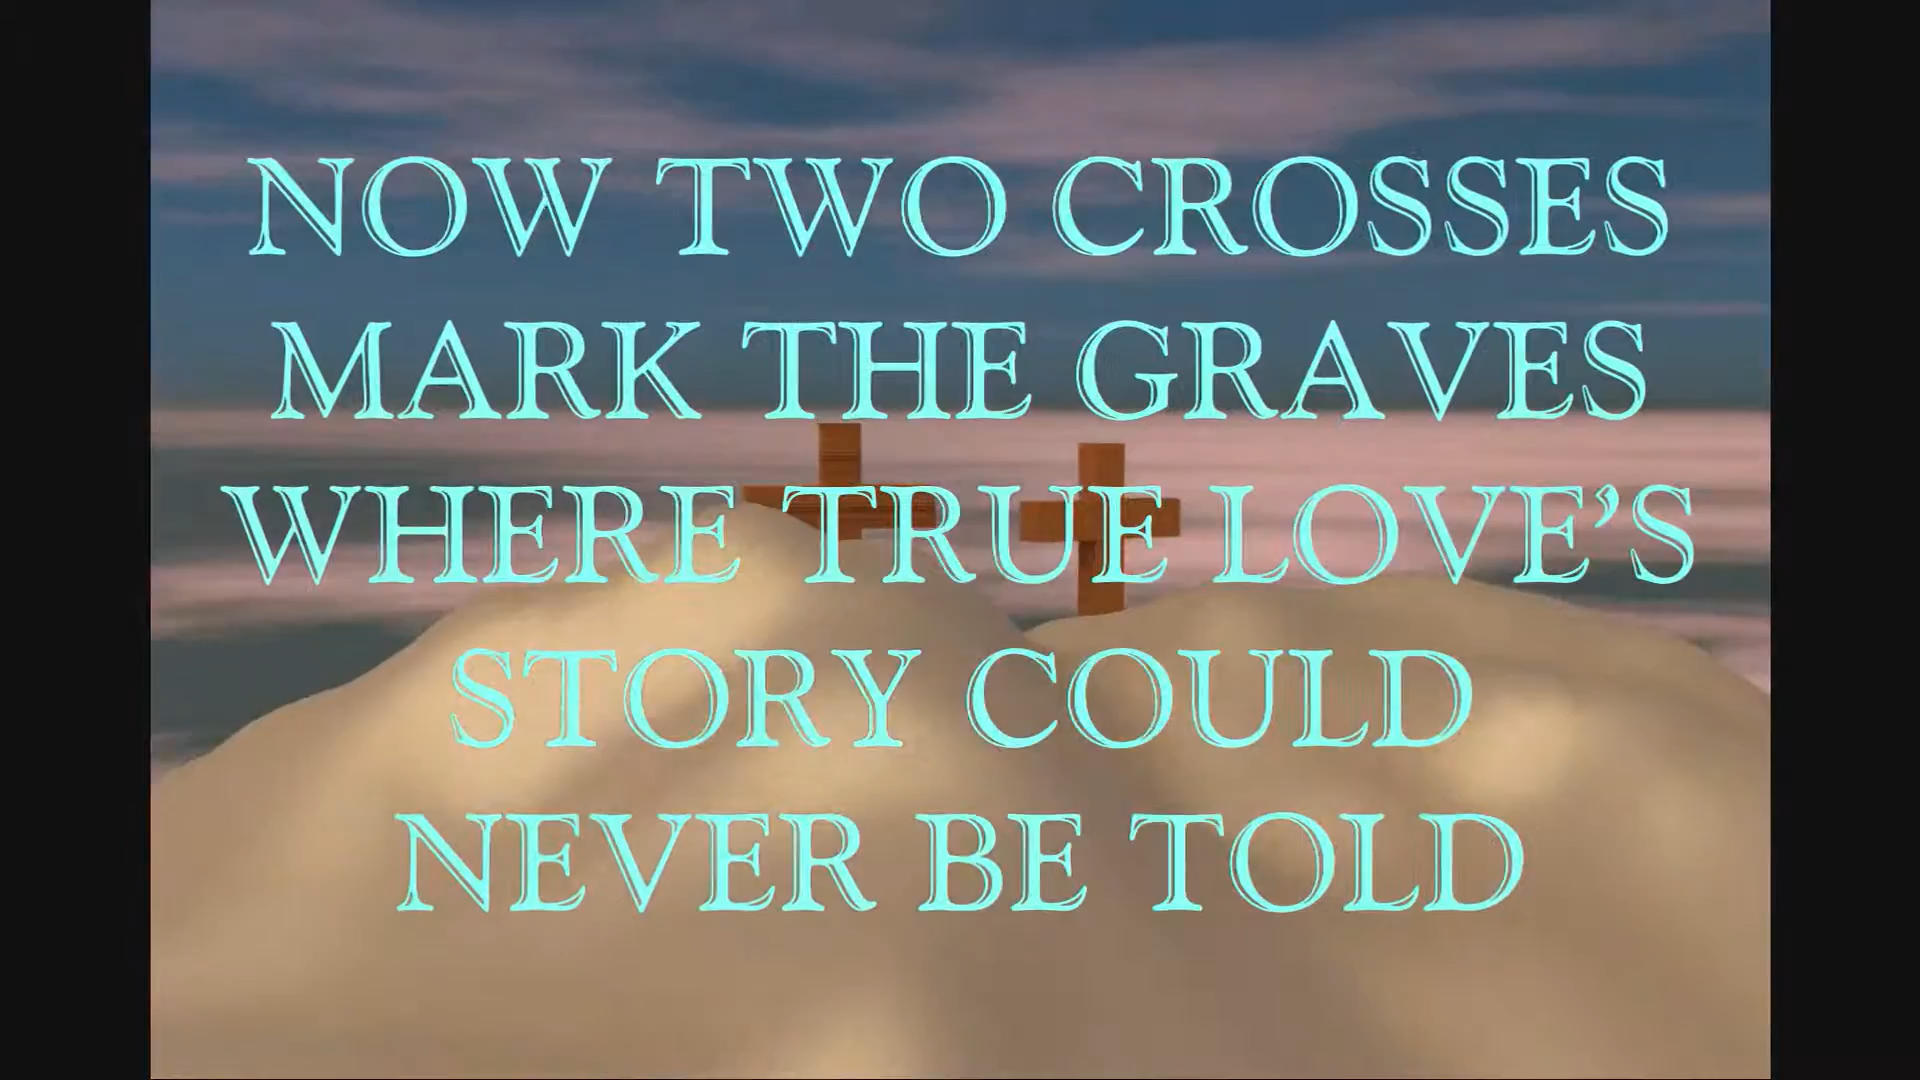 NOW TWO CROSSES
MARK THE GRAVES
WHERE TRUE LOVE’S
STORY COULD
NEVER BE TOLD